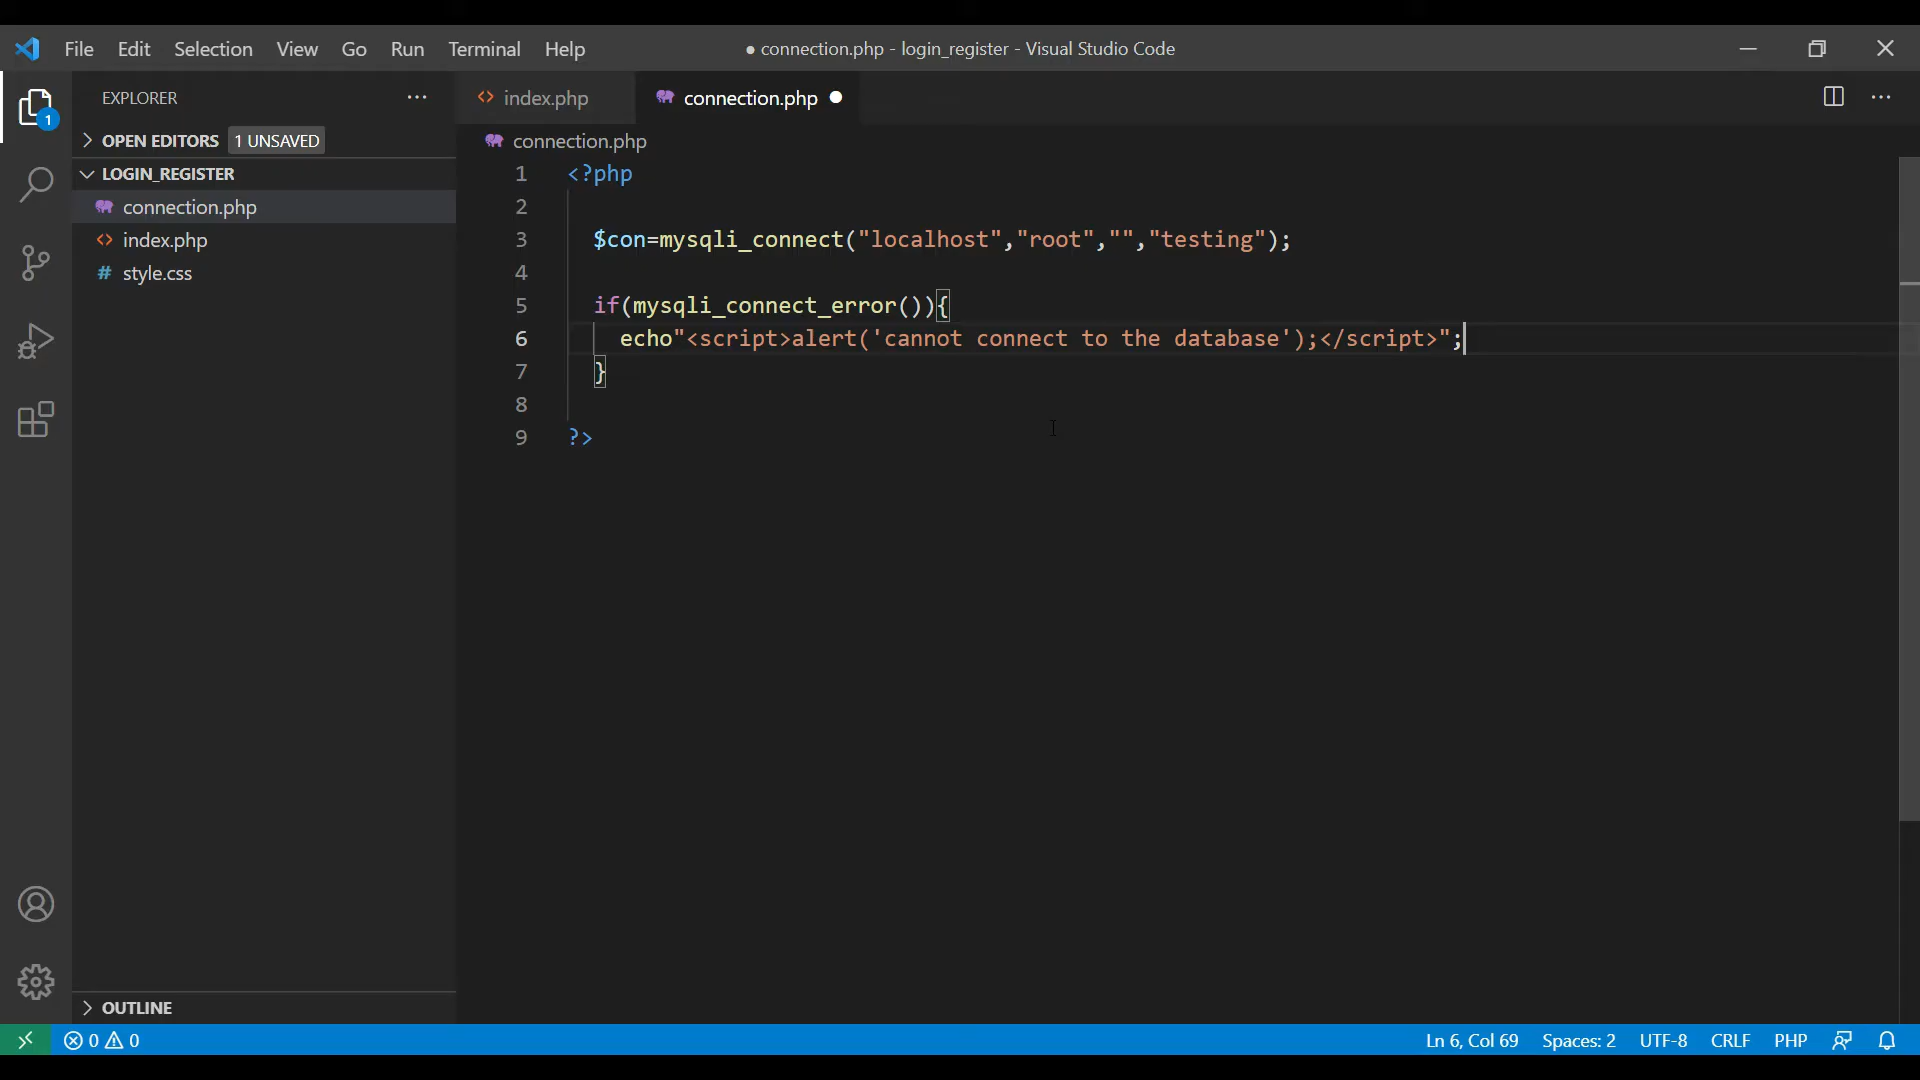 File Edit Selection View Go Run Terminal Help
● connection.php - login_register - Visual Studio Code
EXPLORER
index.php
connection.php
1
OPEN EDITORS 1 UNSAVED
connection.php
LOGIN_REGISTER
connection.php
index.php
# style.css
1 <?php
2
3 $con=mysqli_connect("localhost","root","","testing");
4
5 if(mysqli_connect_error()){
6 echo"<script>alert('cannot connect to the database');</script>";
7 }
8
9 ?>
OUTLINE
0 0
Ln 6, Col 69 Spaces: 2 UTF-8 CRLF PHP